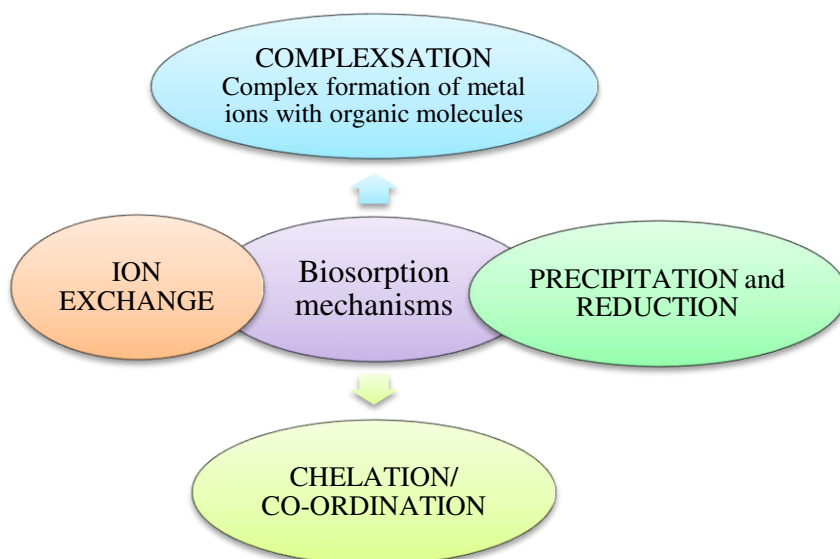 COMPLEXSATION
Complex formation of metal
ions with organic molecules
ION
EXCHANGE
Biosorption
mechanisms
PRECIPITATION and
REDUCTION
CHELATION/
CO-ORDINATION